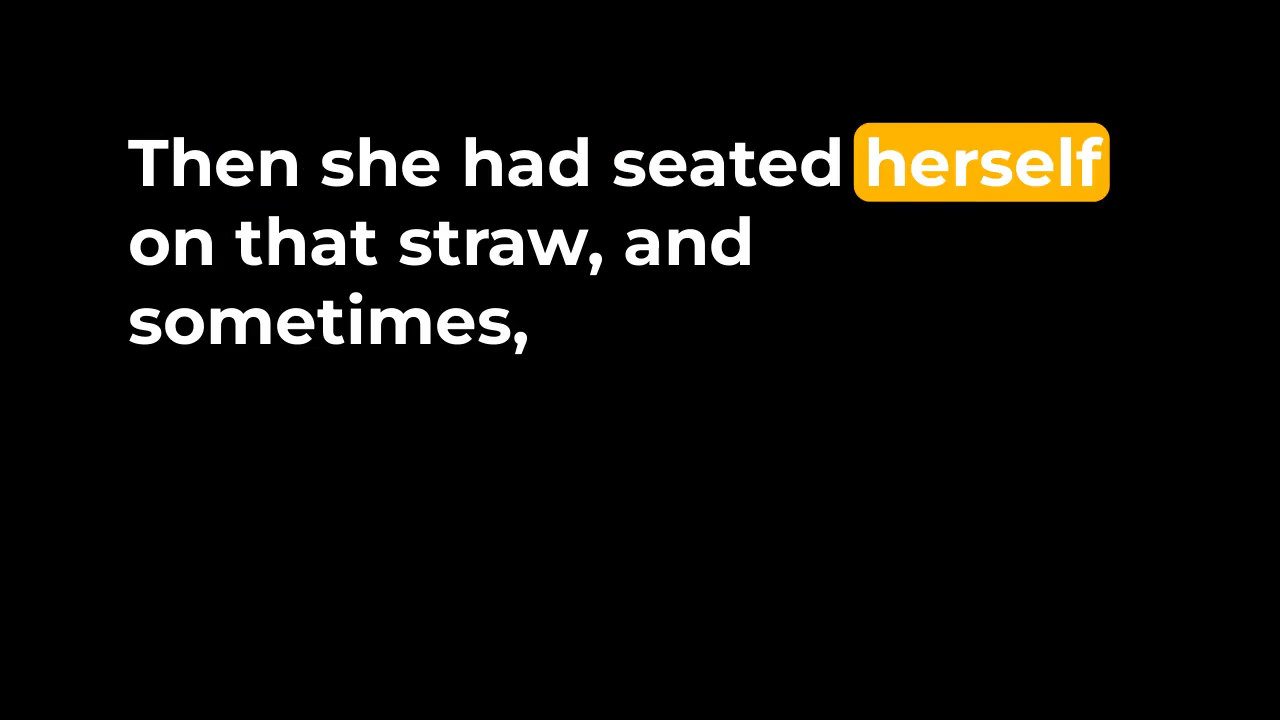 Then she had seated herself
on that straw, and
sometimes,